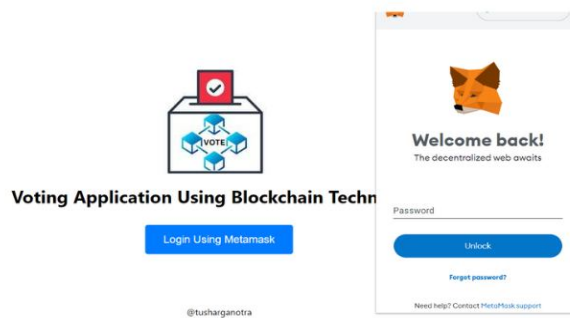 VOTE
Voting Application Using Blockchain Techn
Login Using Metamask
@tusharganotra
Welcome back!
The decentralized web awaits
Password
Unlock
Forgot password?
Need help? Contact MetaMask support